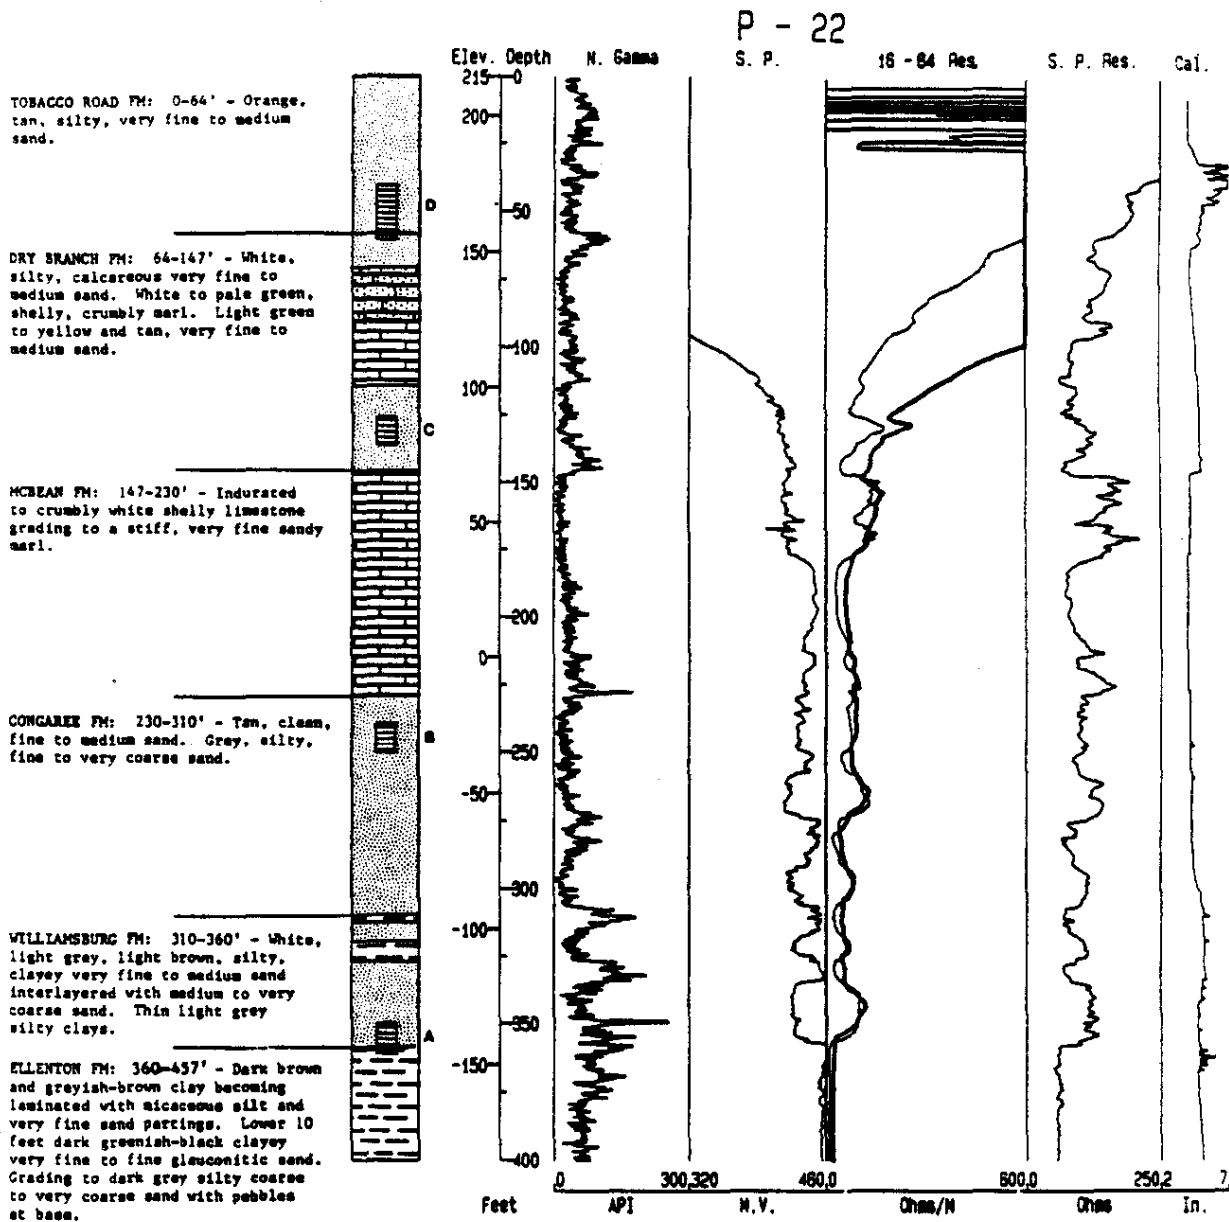 P - 22
Elev. Depth N. Gamma S. P. 16 -64 Res. S. P. Res. Cal.
TOBACCO ROAD FM: 0-64' - Orange,
tan, silty, very fine to medium
sand.
DRY BRANCH FM: 64-147' - White,
silty, calcareous very fine to
medium sand. White to pale green,
shelly, crumbly marl. Light green
to yellow and tan, very fine to
medium sand.
MCBEAN FM: 147-230' - Indurated
to crumbly white shelly limestone
grading to a stiff, very fine sandy
marl.
CONGAREE FM: 230-310' - Tan, clean,
fine to medium sand. Grey, silty,
fine to very coarse sand.
WILLIAMSBURG FM: 310-360' - White,
light grey, light brown, silty,
clayey very fine to medium sand
interlayered with medium to very
coarse sand. Thin light grey
silty clays.
ELLENTON FM: 360-457' - Dark brown
and greyish-brown clay becoming
laminated with micaceous silt and
very fine sand partings. Lower 10
feet dark greenish-black clayey
very fine to fine glauconitic sand.
Grading to dark grey silty coarse
to very coarse sand with pebbles
at base.
D
C
B
A
215 0
200
50
150
100
100
150
50
200
0
250
-50
300
-100
350
-150
400
0 300,320 460,0 600,0 250,2 7
Feet API M.V. Ohms/M Ohms In.